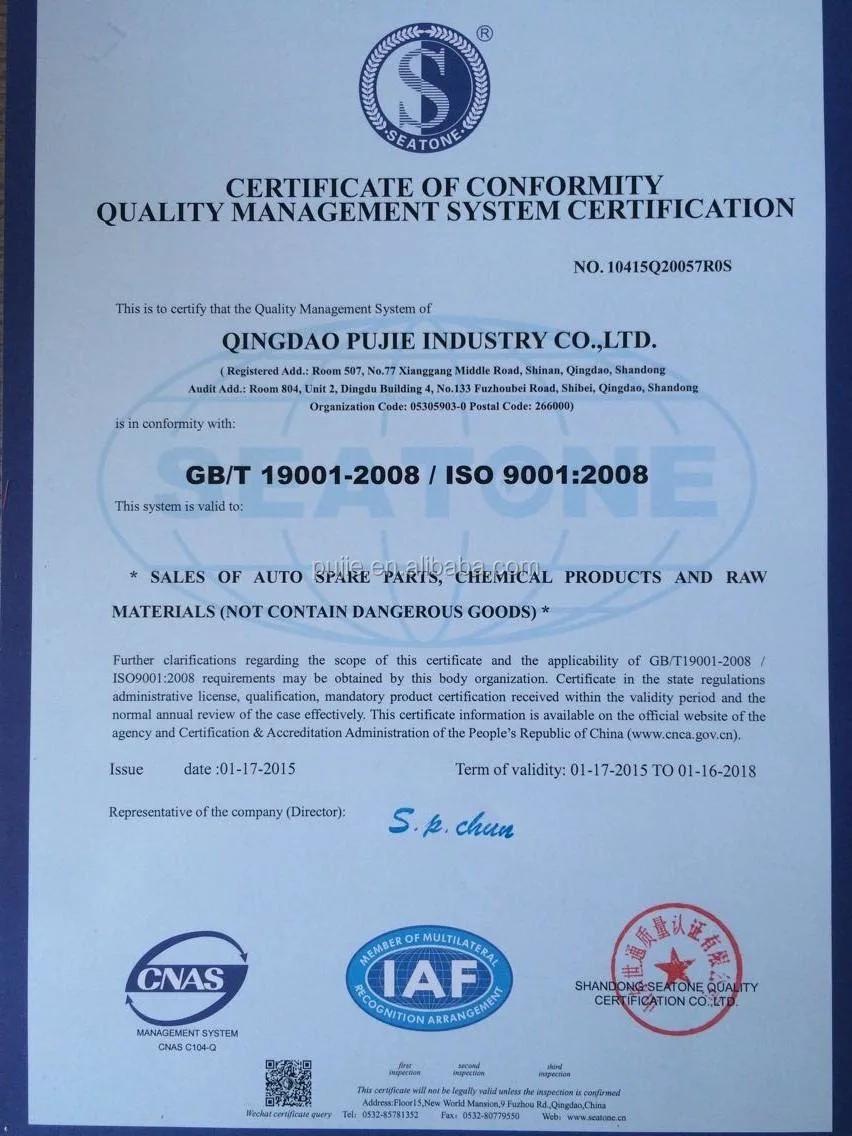 ®
S
SEATONE
CERTIFICATE OF CONFORMITY
QUALITY MANAGEMENT SYSTEM CERTIFICATION
NO. 10415Q20057R0S
This is to certify that the Quality Management System of
QINGDAO PUJIE INDUSTRY CO.,LTD.
( Registered Add.: Room 507, No.77 Xianggang Middle Road, Shinan, Qingdao, Shandong
Audit Add.: Room 804, Unit 2, Dingdu Building 4, No.133 Fuzhoubei Road, Shibei, Qingdao, Shandong
Organization Code: 05305903-0 Postal Code: 266000)
is in conformity with:
SEATONE
GB/T 19001-2008 / ISO 9001:2008
This system is valid to:
pujie.en.alibaba.com
* SALES OF AUTO SPARE PARTS, CHEMICAL PRODUCTS AND RAW
MATERIALS (NOT CONTAIN DANGEROUS GOODS) *
Further clarifications regarding the scope of this certificate and the applicability of GB/T19001-2008 /
ISO9001:2008 requirements may be obtained by this body organization. Certificate in the state regulations
administrative license, qualification, mandatory product certification received within the validity period and the
normal annual review of the case effectively. This certificate information is available on the official website of the
agency and Certification & Accreditation Administration of the People's Republic of China (www.cnca.gov.cn).
Issue date :01-17-2015 Term of validity: 01-17-2015 TO 01-16-2018
Representative of the company (Director):
S.p.chun
CNAS
MANAGEMENT SYSTEM
CNAS C104-Q
MEMBER OF MULTILATERAL
IAF
RECOGNITION ARRANGEMENT
世通质量认证有限
SHANDONG SEATONE QUALITY
CERTIFICATION CO.,LTD.
first inspection
second inspection
third inspection
This certificate will not be legally valid unless the inspection is confirmed
Address:Floor15,New World Mansion,9 Fuzhou Rd.,Qingdao,China
Wechat certificate query Tel: 0532-85781352 Fax: 0532-80779550 Web: www.seatone.cn